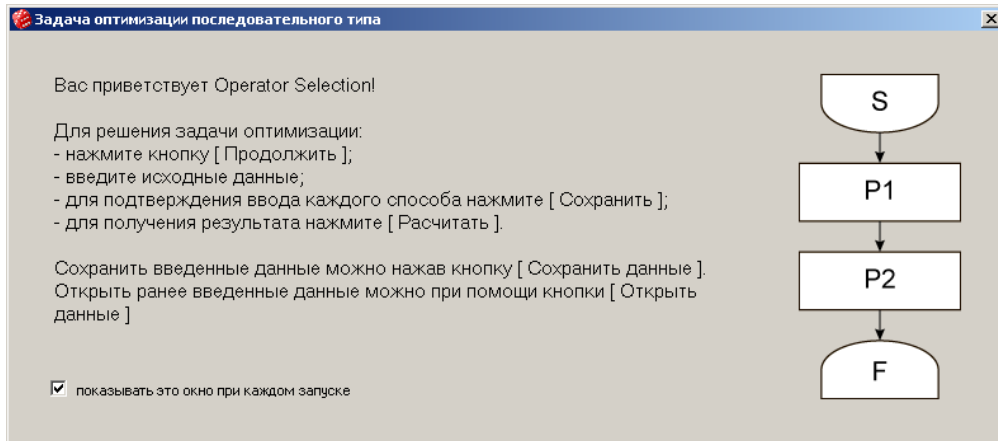 Задача оптимизации последовательного типа
Вас приветствует Operator Selection!
Для решения задачи оптимизации:
- нажмите кнопку [ Продолжить ];
- введите исходные данные;
- для подтверждения ввода каждого способа нажмите [ Сохранить ];
- для получения результата нажмите [ Расчитать ].
Сохранить введенные данные можно нажав кнопку [ Сохранить данные ].
Открыть ранее введенные данные можно при помощи кнопки [ Открыть
данные ]
показывать это окно при каждом запуске
S
P1
P2
F